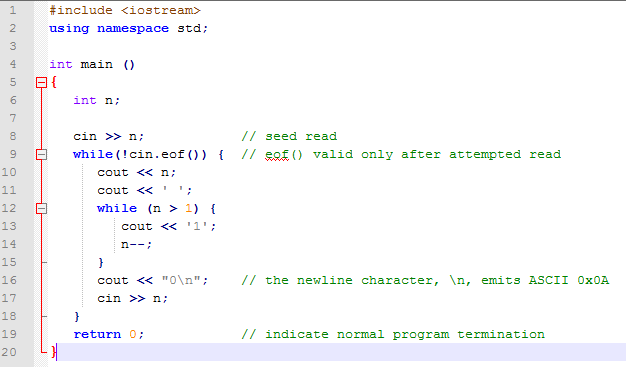 1 #include <iostream>
2 using namespace std;
3
4 int main ()
5 {
6 int n;
7
8 cin >> n; // seed read
9 while(!cin.eof()) { // eof() valid only after attempted read
10 cout << n;
11 cout << ' ';
12 while (n > 1) {
13 cout << '1';
14 n--;
15 }
16 cout << "0\n"; // the newline character, \n, emits ASCII 0x0A
17 cin >> n;
18 }
19 return 0; // indicate normal program termination
20 }